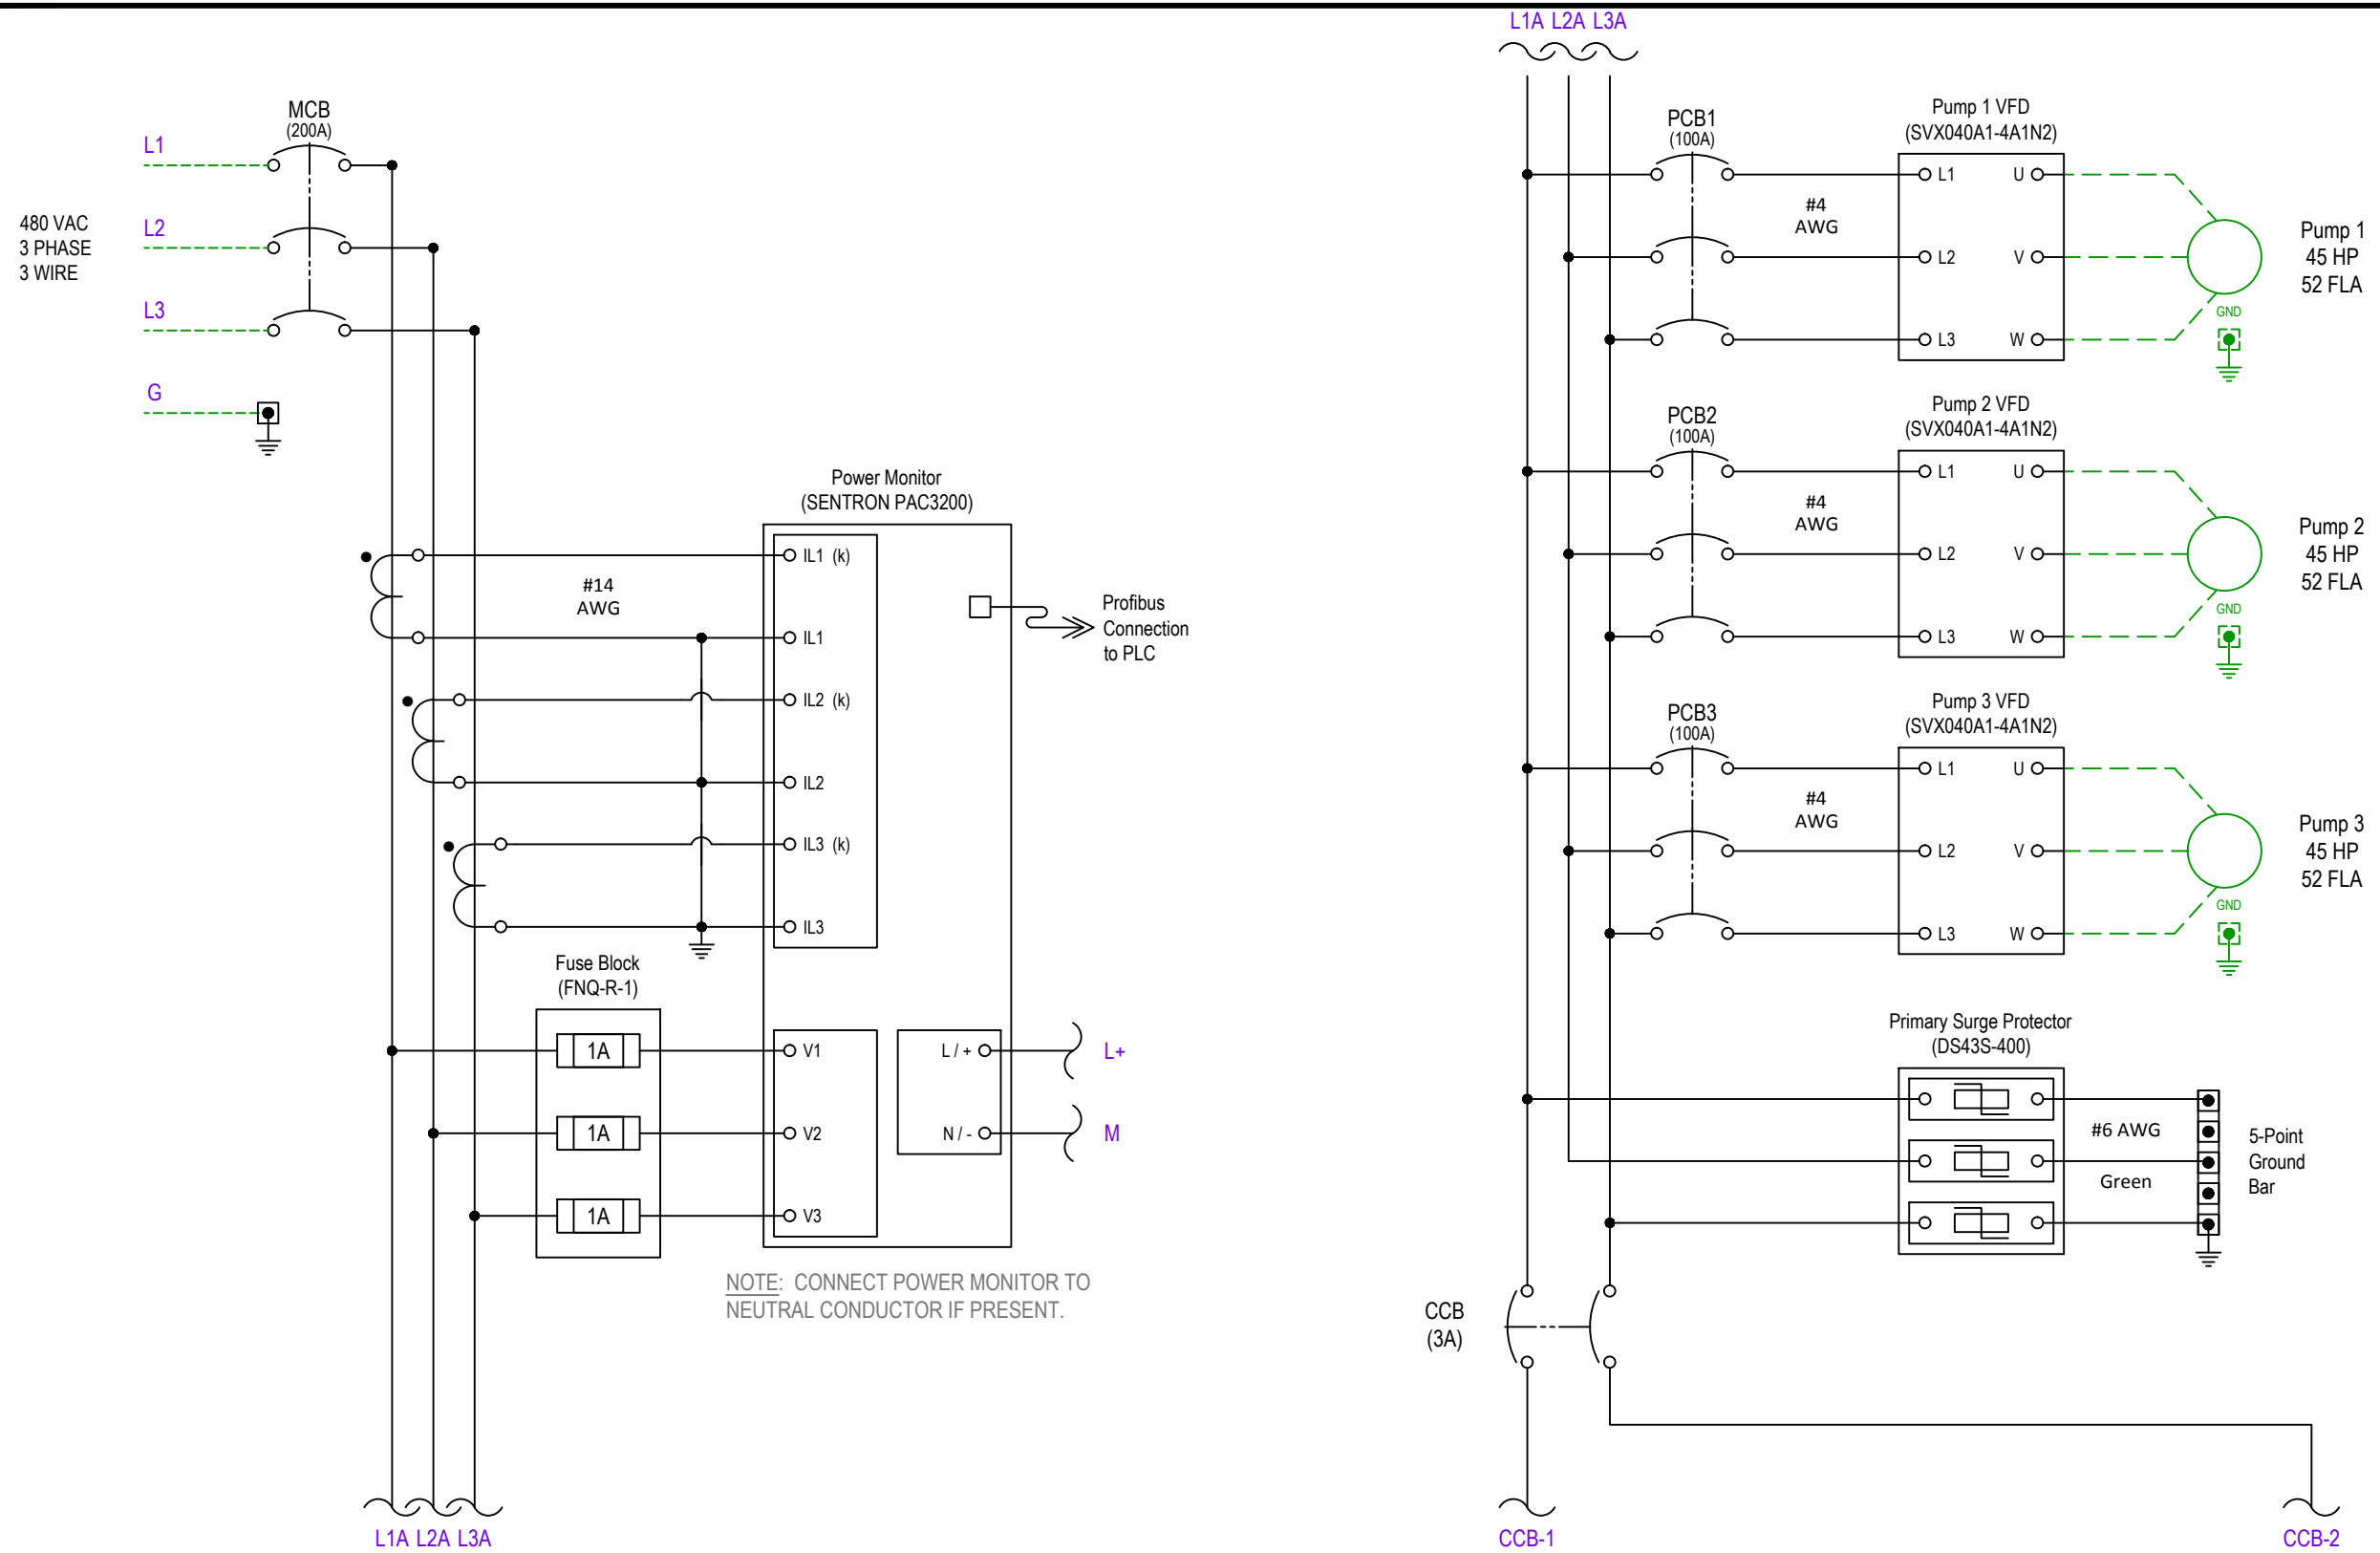 MCB
(200A)
L1
480 VAC
3 PHASE
3 WIRE
L2
L3
G
Power Monitor
(SENTRON PAC3200)
IL1 (k)
#14
AWG
IL1
IL2 (k)
IL2
IL3 (k)
IL3
Profibus
Connection
to PLC
Fuse Block
(FNQ-R-1)
1A
V1
1A
V2
1A
V3
L / +
L+
N / -
M
NOTE: CONNECT POWER MONITOR TO
NEUTRAL CONDUCTOR IF PRESENT.
L1A L2A L3A
L1A L2A L3A
PCB1
(100A)
#4
AWG
Pump 1 VFD
(SVX040A1-4A1N2)
L1 U
L2 V
L3 W
Pump 1
45 HP
52 FLA
GND
PCB2
(100A)
#4
AWG
Pump 2 VFD
(SVX040A1-4A1N2)
L1 U
L2 V
L3 W
Pump 2
45 HP
52 FLA
GND
PCB3
(100A)
#4
AWG
Pump 3 VFD
(SVX040A1-4A1N2)
L1 U
L2 V
L3 W
Pump 3
45 HP
52 FLA
GND
Primary Surge Protector
(DS43S-400)
#6 AWG
Green
5-Point
Ground
Bar
CCB
(3A)
CCB-1
CCB-2